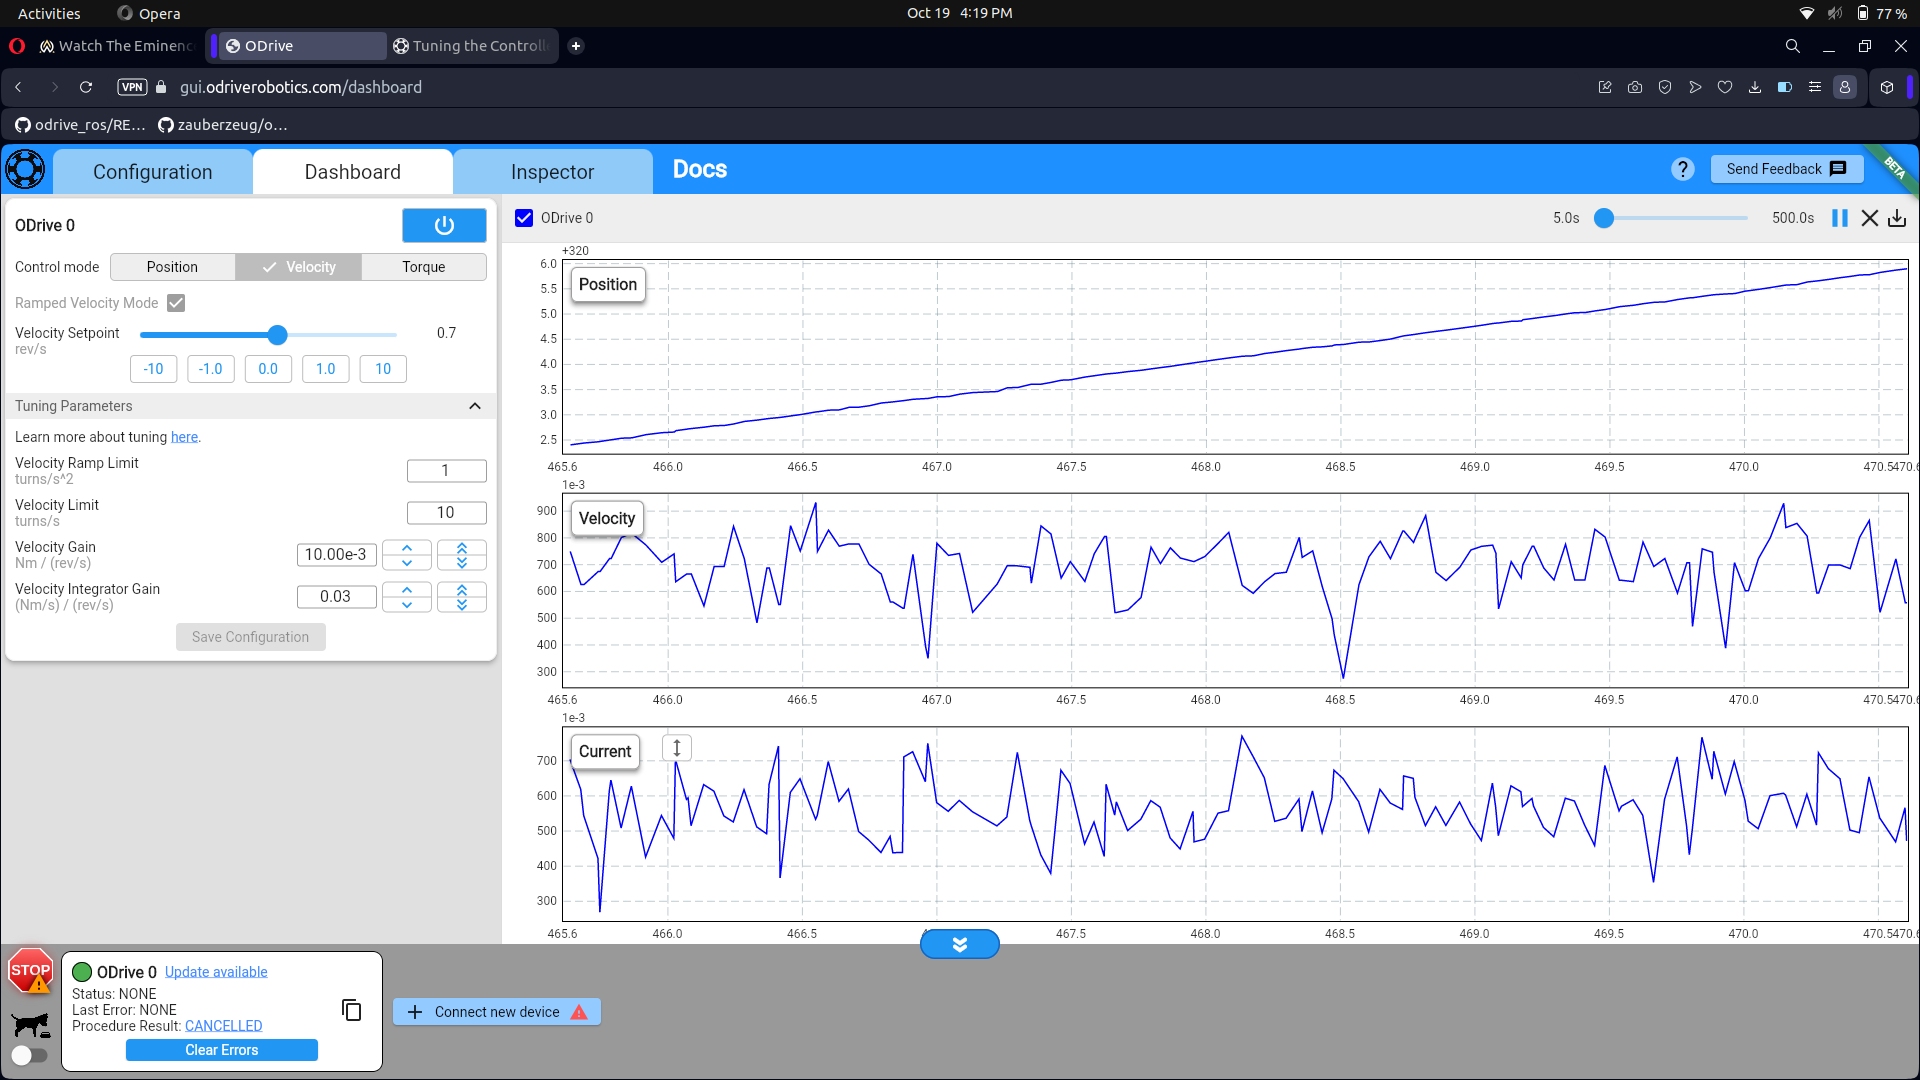 Activities Opera Oct 19 4:19 PM 77 %
Watch The Eminenc ODrive Tuning the Controll
VPN gui.odriverobotics.com/dashboard
odrive_ros/RE... zauberzeug/o...
Configuration Dashboard Inspector Docs ? Send Feedback BETA
ODrive 0
Control mode Position Velocity Torque
Ramped Velocity Mode
Velocity Setpoint 0.7
rev/s
-10 -1.0 0.0 1.0 10
Tuning Parameters
Learn more about tuning here.
Velocity Ramp Limit 1
turns/s^2
Velocity Limit 10
turns/s
Velocity Gain 10.00e-3
Nm / (rev/s)
Velocity Integrator Gain 0.03
(Nm/s) / (rev/s)
Save Configuration
ODrive 0 5.0s 500.0s
+320
Position
6.0
5.5
5.0
4.5
4.0
3.5
3.0
2.5
465.6 466.0 466.5 467.0 467.5 468.0 468.5 469.0 469.5 470.0 470.5 470.6
1e-3
Velocity
900
800
700
600
500
400
300
465.6 466.0 466.5 467.0 467.5 468.0 468.5 469.0 469.5 470.0 470.5 470.6
1e-3
Current
700
600
500
400
300
465.6 466.0 466.5 467.5 468.0 468.5 469.0 469.5 470.0 470.5 470.6
STOP
ODrive 0 Update available
Status: NONE
Last Error: NONE
Procedure Result: CANCELLED
Clear Errors
Connect new device